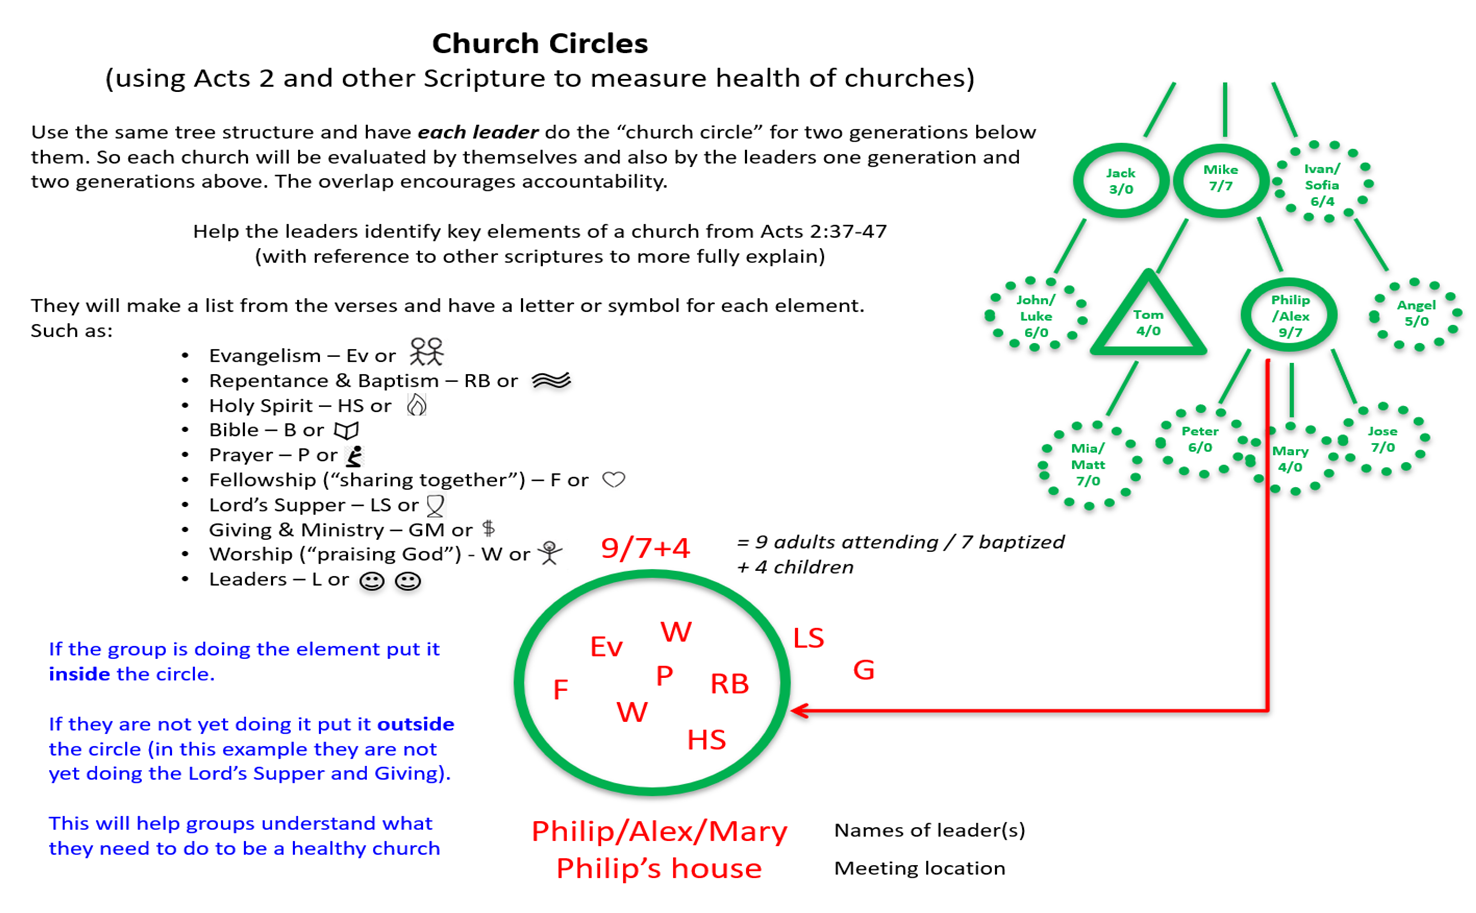 Church Circles
(using Acts 2 and other Scripture to measure health of churches)
Use the same tree structure and have each leader do the “church circle” for two generations below
them. So each church will be evaluated by themselves and also by the leaders one generation and
two generations above. The overlap encourages accountability.
Help the leaders identify key elements of a church from Acts 2:37-47
(with reference to other scriptures to more fully explain)
They will make a list from the verses and have a letter or symbol for each element.
Such as:
• Evangelism – Ev or
• Repentance & Baptism – RB or
• Holy Spirit – HS or
• Bible – B or
• Prayer – P or
• Fellowship (“sharing together”) – F or
• Lord’s Supper – LS or
• Giving & Ministry – GM or $
• Worship (“praising God”) - W or
• Leaders – L or
If the group is doing the element put it
inside the circle.
If they are not yet doing it put it outside
the circle (in this example they are not
yet doing the Lord’s Supper and Giving).
This will help groups understand what
they need to do to be a healthy church
Jack
3/0
Mike
7/7
Ivan/
Sofia
6/4
John/
Luke
6/0
Tom
4/0
Philip
/Alex
9/7
Angel
5/0
Mia/
Matt
7/0
Peter
6/0
Mary
4/0
Jose
7/0
9/7+4
= 9 adults attending / 7 baptized
+ 4 children
Ev
W
F
P
RB
W
HS
LS
G
Philip/Alex/Mary
Names of leader(s)
Philip’s house
Meeting location